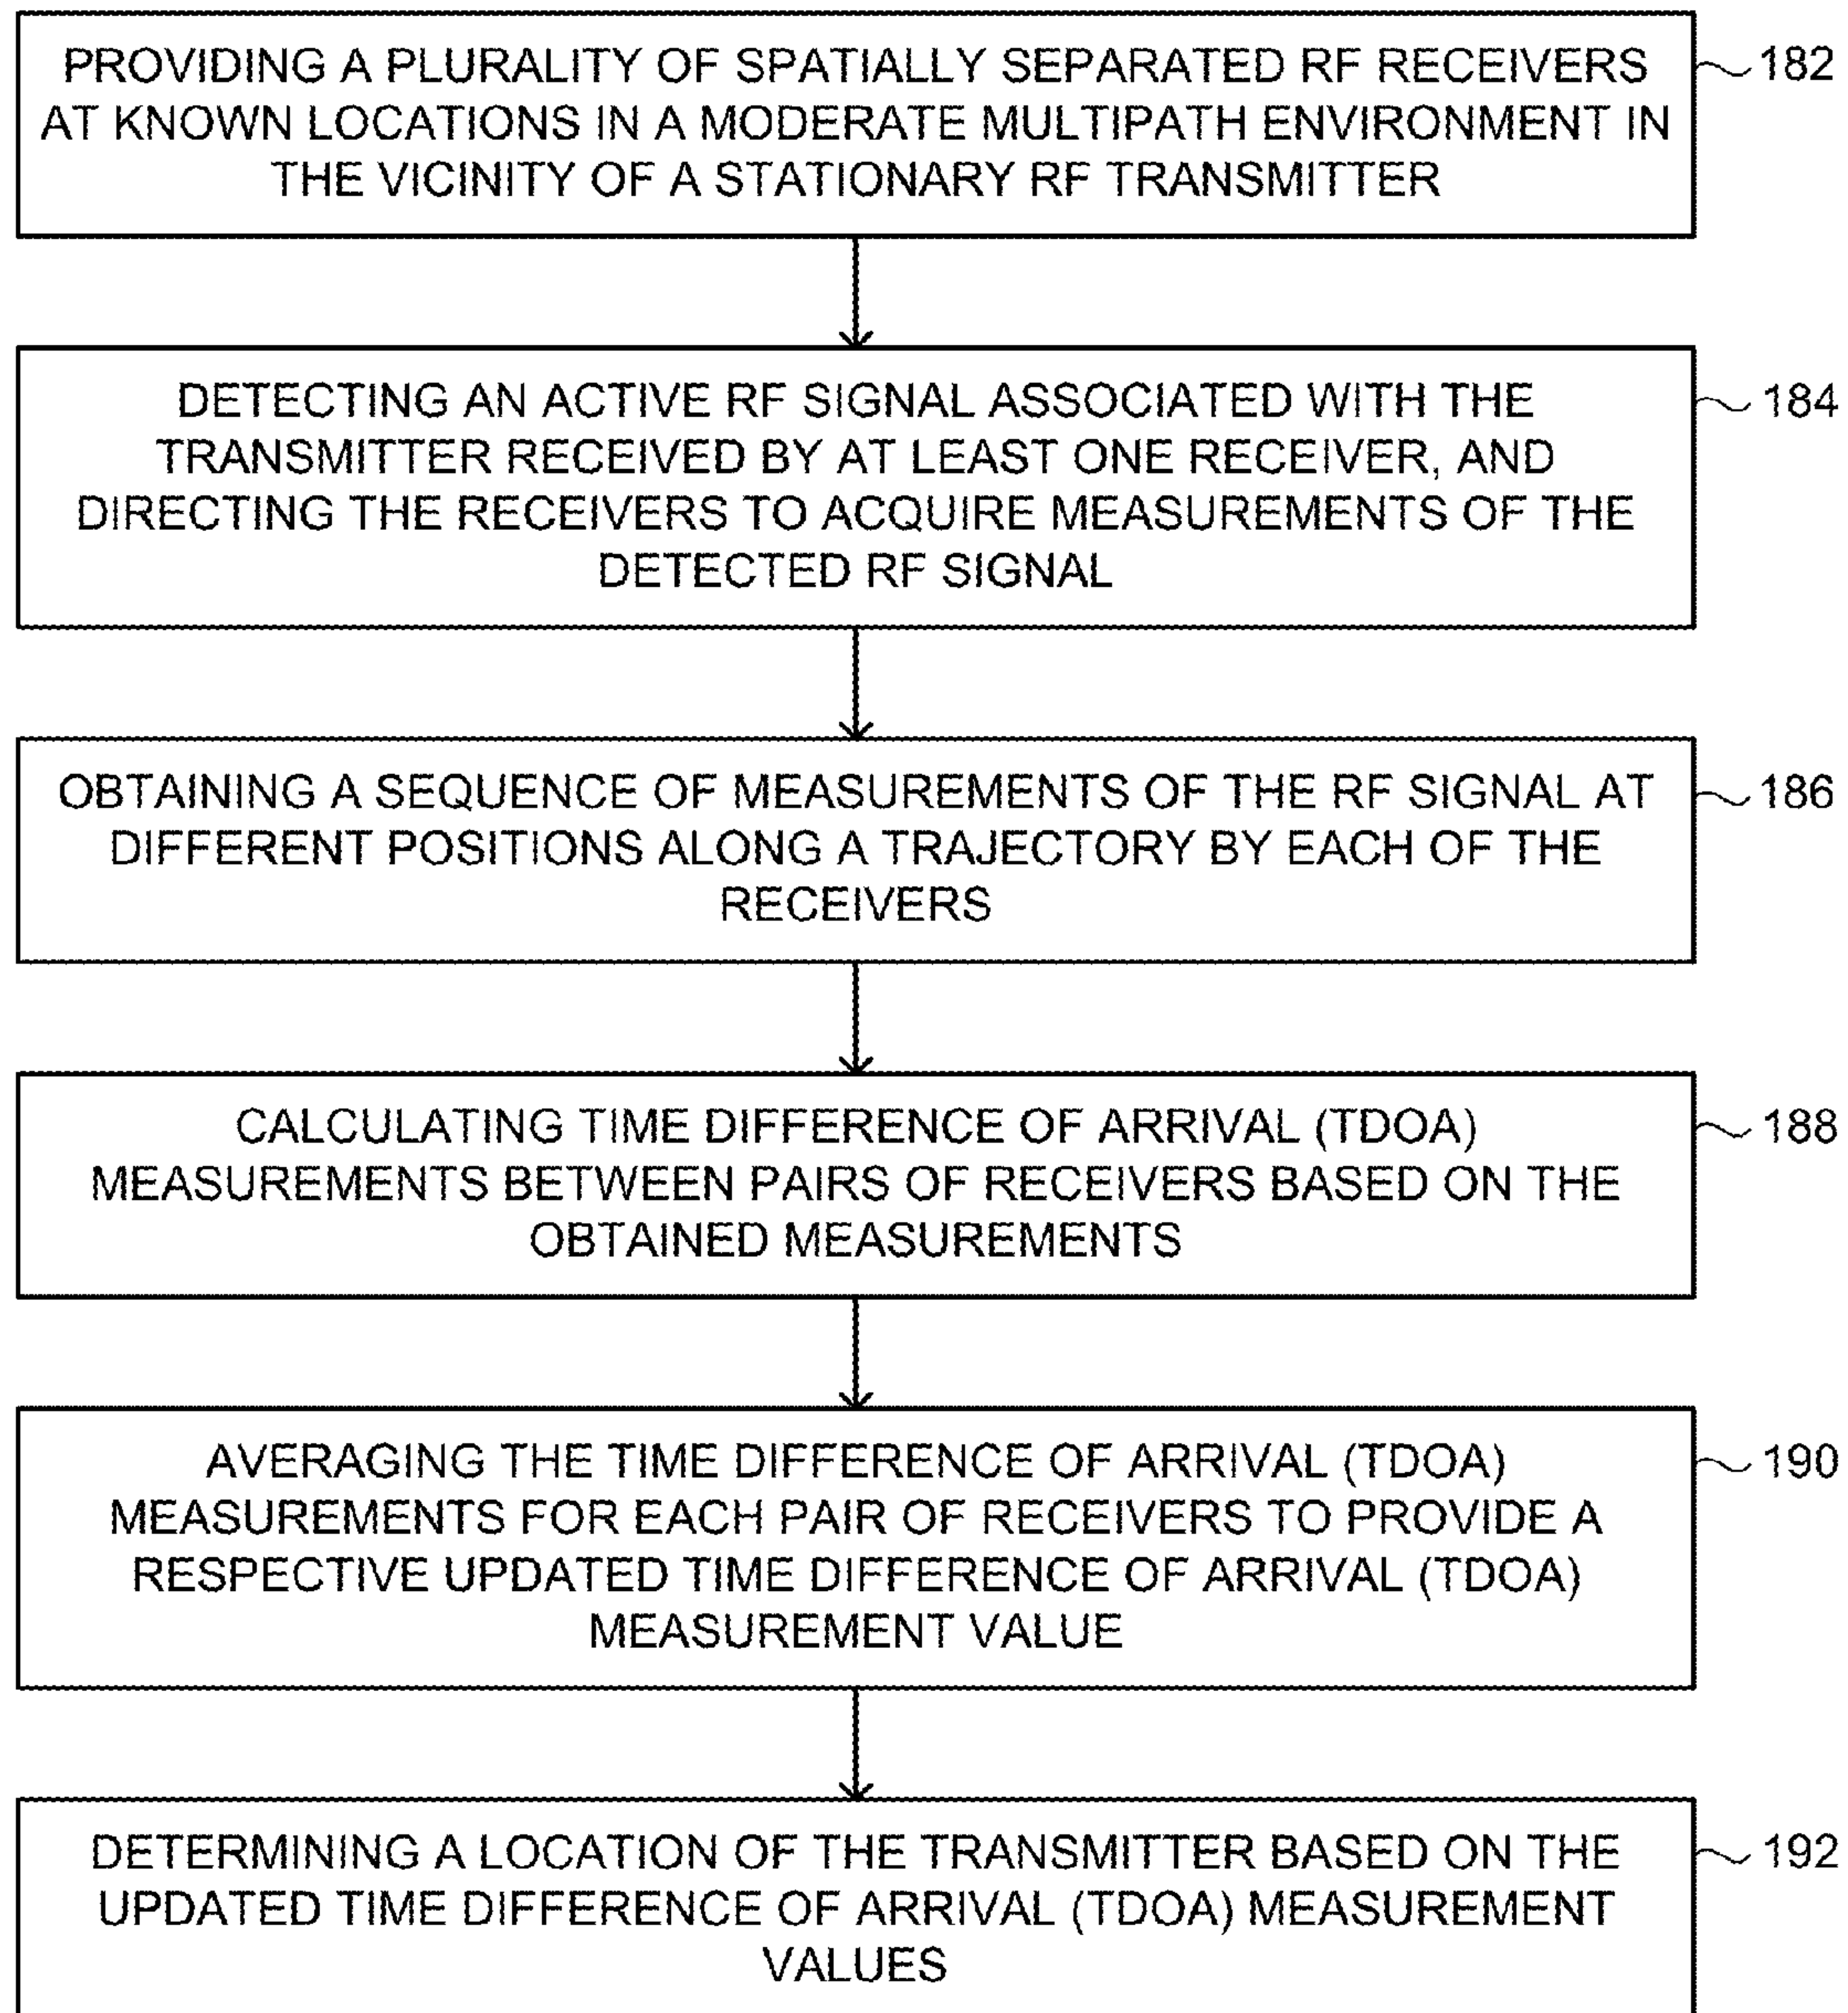 PROVIDING A PLURALITY OF SPATIALLY SEPARATED RF RECEIVERS
AT KNOWN LOCATIONS IN A MODERATE MULTIPATH ENVIRONMENT IN
THE VICINITY OF A STATIONARY RF TRANSMITTER
182
DETECTING AN ACTIVE RF SIGNAL ASSOCIATED WITH THE
TRANSMITTER RECEIVED BY AT LEAST ONE RECEIVER, AND
DIRECTING THE RECEIVERS TO ACQUIRE MEASUREMENTS OF THE
DETECTED RF SIGNAL
184
OBTAINING A SEQUENCE OF MEASUREMENTS OF THE RF SIGNAL AT
DIFFERENT POSITIONS ALONG A TRAJECTORY BY EACH OF THE
RECEIVERS
186
CALCULATING TIME DIFFERENCE OF ARRIVAL (TDOA)
MEASUREMENTS BETWEEN PAIRS OF RECEIVERS BASED ON THE
OBTAINED MEASUREMENTS
188
AVERAGING THE TIME DIFFERENCE OF ARRIVAL (TDOA)
MEASUREMENTS FOR EACH PAIR OF RECEIVERS TO PROVIDE A
RESPECTIVE UPDATED TIME DIFFERENCE OF ARRIVAL (TDOA)
MEASUREMENT VALUE
190
DETERMINING A LOCATION OF THE TRANSMITTER BASED ON THE
UPDATED TIME DIFFERENCE OF ARRIVAL (TDOA) MEASUREMENT
VALUES
192